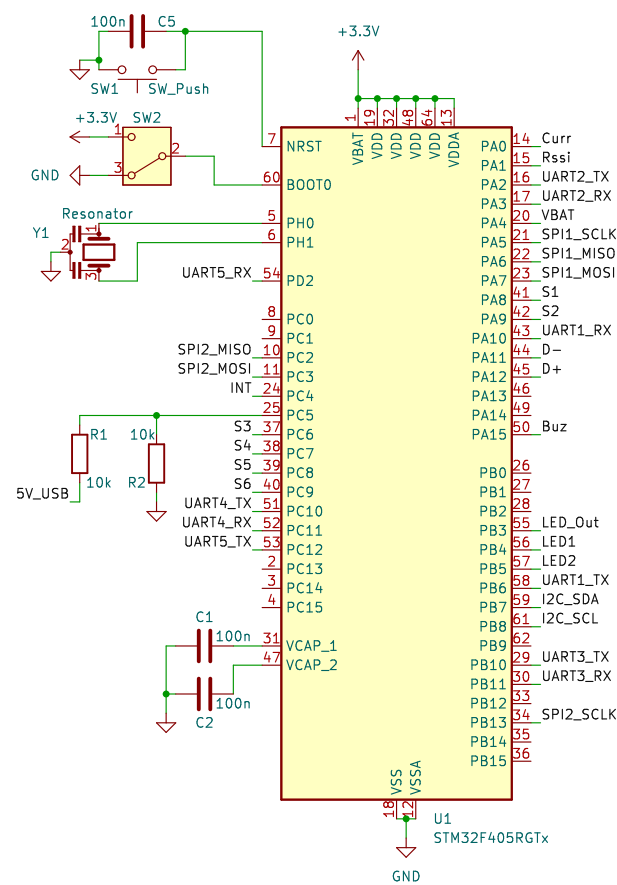 100n C5
SW1 SW_Push
+3.3V
+3.3V SW2
1
2
3
GND
Resonator
Y1
1
2
3
1 19 32 48 64 13
VBAT VDD VDD VDD VDD VDDA
7 NRST
60 BOOT0
5 PH0
6 PH1
UART5_RX 54 PD2
8 PC0
9 PC1
SPI2_MISO 10 PC2
SPI2_MOSI 11 PC3
INT 24 PC4
25 PC5
S3 37 PC6
S4 38 PC7
S5 39 PC8
S6 40 PC9
UART4_TX 51 PC10
UART4_RX 52 PC11
UART5_TX 53 PC12
2 PC13
3 PC14
4 PC15
R1 10k
10k R2
5V_USB
C1 100n
31 VCAP_1
47 VCAP_2
100n
C2
PA0 14 Curr
PA1 15 Rssi
PA2 16 UART2_TX
PA3 17 UART2_RX
PA4 20 VBAT
PA5 21 SPI1_SCLK
PA6 22 SPI1_MISO
PA7 23 SPI1_MOSI
PA8 41 S1
PA9 42 S2
PA10 43 UART1_RX
PA11 44 D-
PA12 45 D+
PA13 46
PA14 49
PA15 50 Buz
PB0 26
PB1 27
PB2 28
PB3 55 LED_Out
PB4 56 LED1
PB5 57 LED2
PB6 58 UART1_TX
PB7 59 I2C_SDA
PB8 61 I2C_SCL
PB9 62
PB10 29 UART3_TX
PB11 30 UART3_RX
PB12 33
PB13 34 SPI2_SCLK
PB14 35
PB15 36
VSS VSSA
18 12
U1
STM32F405RGTx
GND